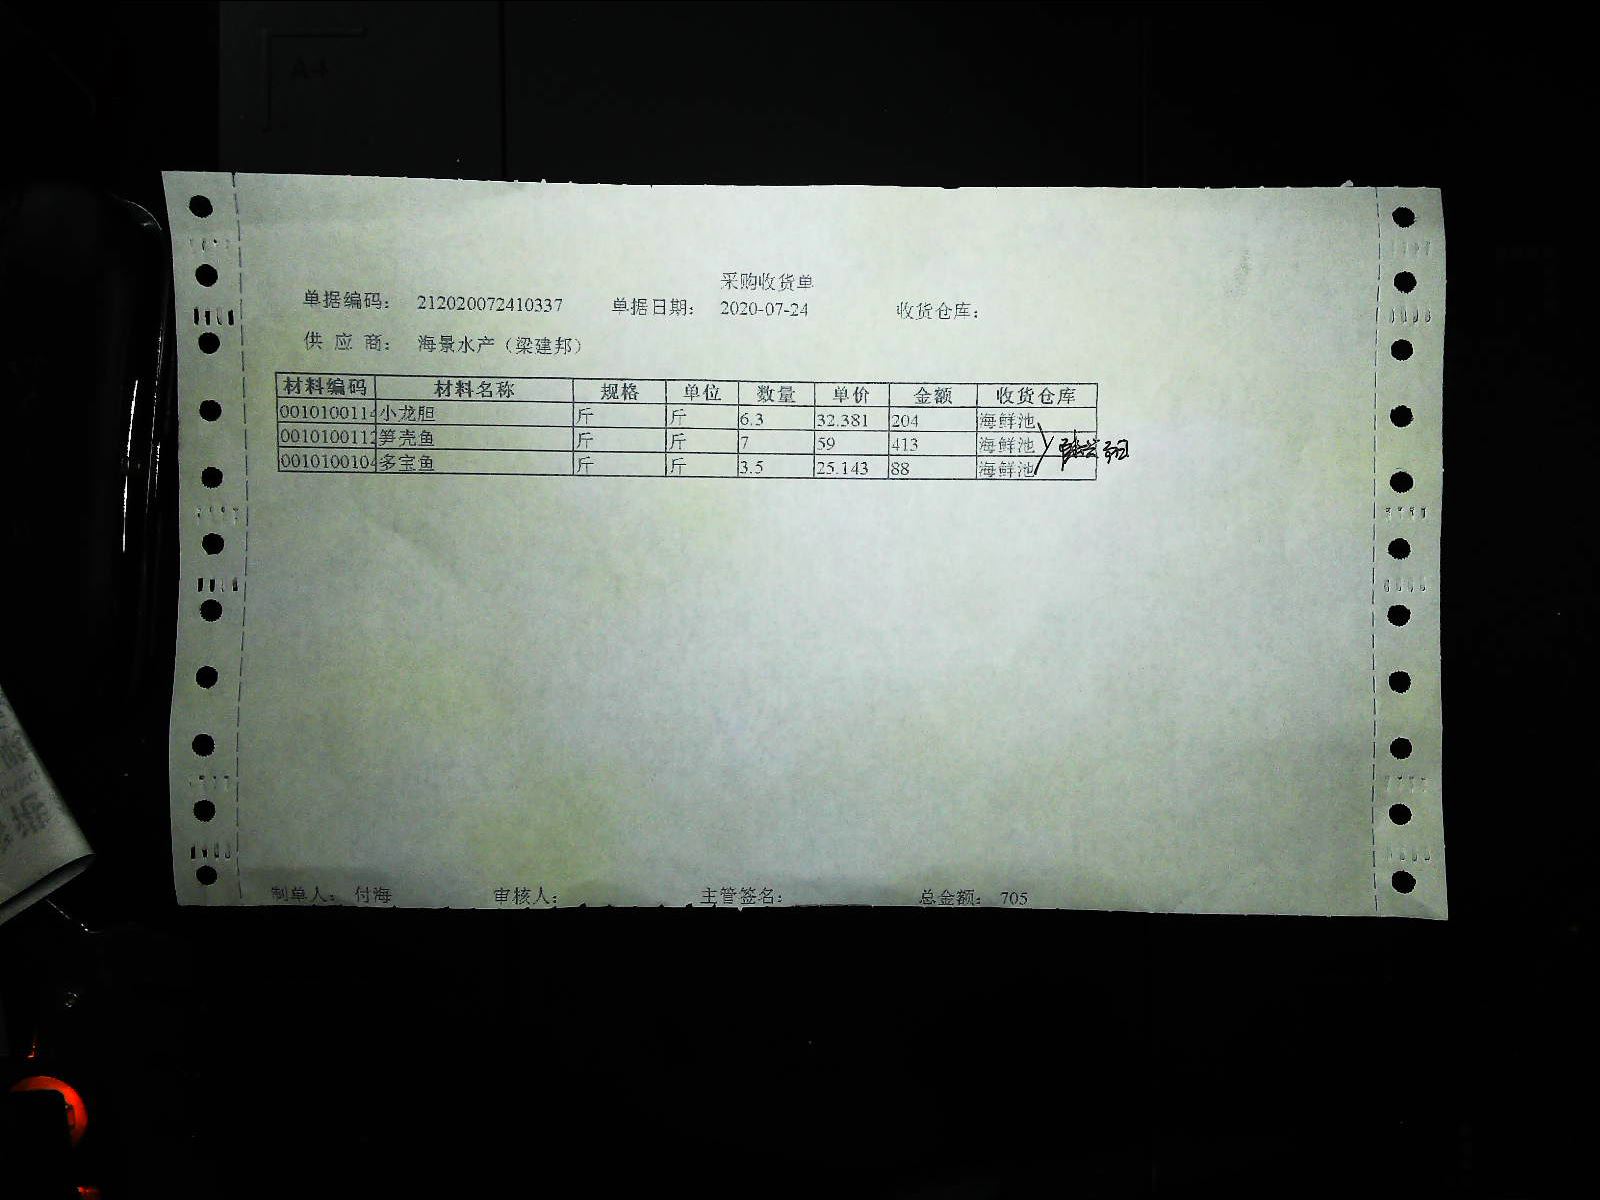 采购收货单
单据编码： 212020072410337 单据日期： 2020-07-24 收货仓库：
供 应 商： 海景水产（梁建邦）
材料编码 材料名称 规格 单位 数量 单价 金额 收货仓库
0010100114 小龙胆 斤 斤 6.3 32.381 204 海鲜池
0010100112 笋壳鱼 斤 斤 7 59 413 海鲜池
0010100104 多宝鱼 斤 斤 3.5 25.143 88 海鲜池
制单人： 付海 审核人： 主管签名： 总金额： 705
A4